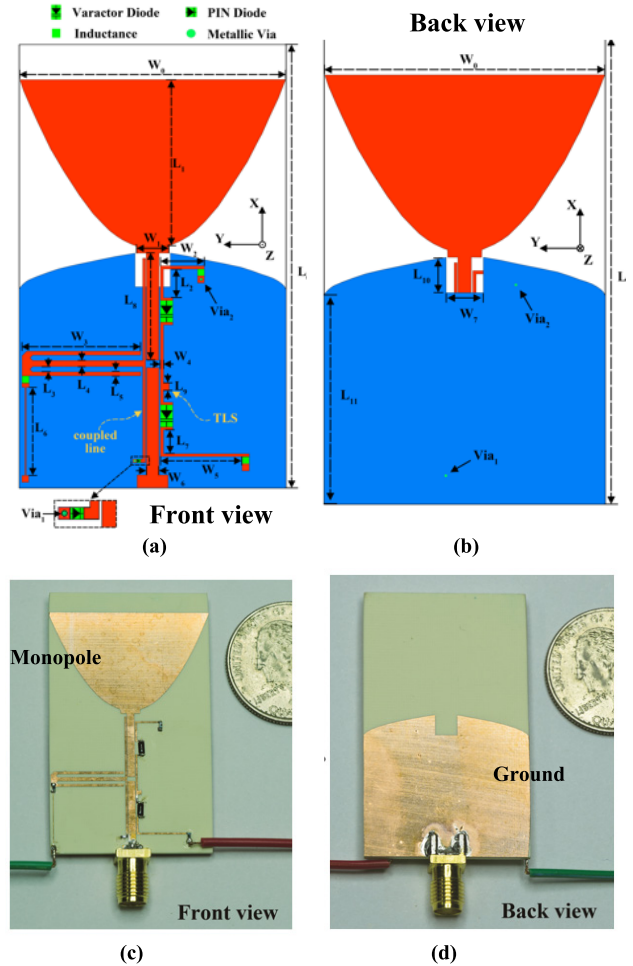 Varactor Diode PIN Diode
Inductance Metallic Via
Back view
W₀
L₁
X
Y
Z
W₁
W₂
L₂
L₈
Via₂
W₃
W₄
L₃
L₄
L₅
L₉
TLS
L₆
coupled
line
L₇
W₅
W₆
Via₁
Front view
L
(a)
W₀
X
Y
Z
L₁₀
W₇
Via₂
L₁₁
Via₁
L
(b)
Monopole
Front view
(c)
Ground
Back view
(d)